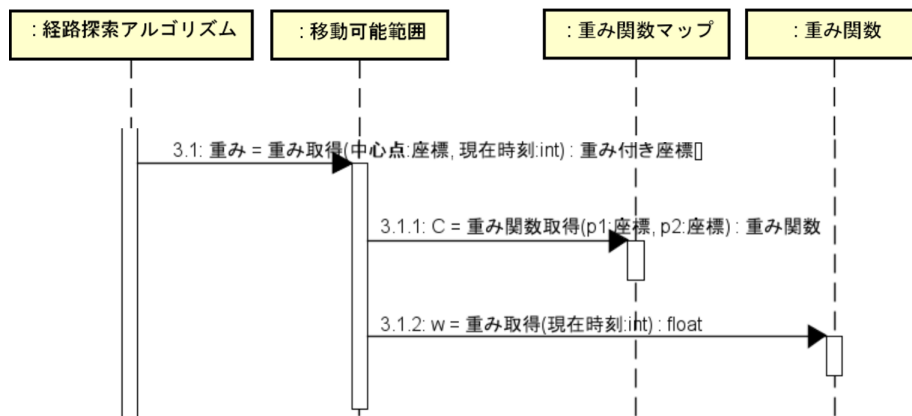 : 経路探索アルゴリズム
: 移動可能範囲
: 重み関数マップ
: 重み関数
3.1: 重み = 重み取得(中心点:座標, 現在時刻:int) : 重み付き座標[]
3.1.1: C = 重み関数取得(p1:座標, p2:座標) : 重み関数
3.1.2: w = 重み取得(現在時刻:int) : float